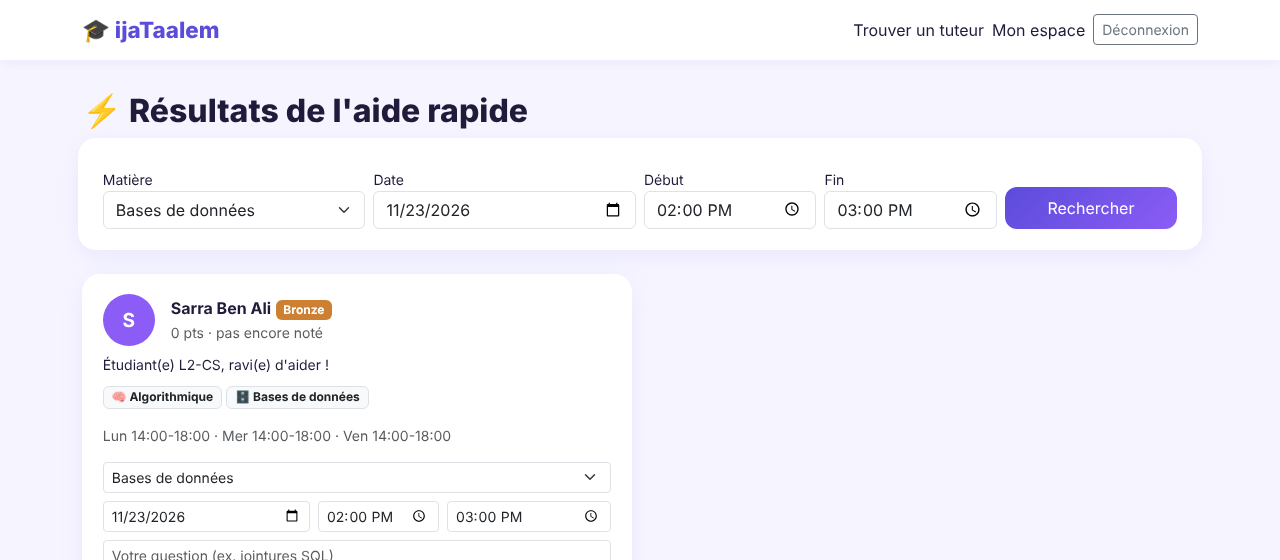 🎓 ijaTaalem
Trouver un tuteur Mon espace Déconnexion
⚡ Résultats de l'aide rapide
Matière Date Début Fin
Bases de données 11/23/2026 02:00 PM 03:00 PM Rechercher
S
Sarra Ben Ali Bronze
0 pts · pas encore noté
Étudiant(e) L2-CS, ravi(e) d'aider !
🧠 Algorithmique 🗄️ Bases de données
Lun 14:00-18:00 · Mer 14:00-18:00 · Ven 14:00-18:00
Bases de données
11/23/2026 02:00 PM 03:00 PM
Votre question (ex. jointures SQL)